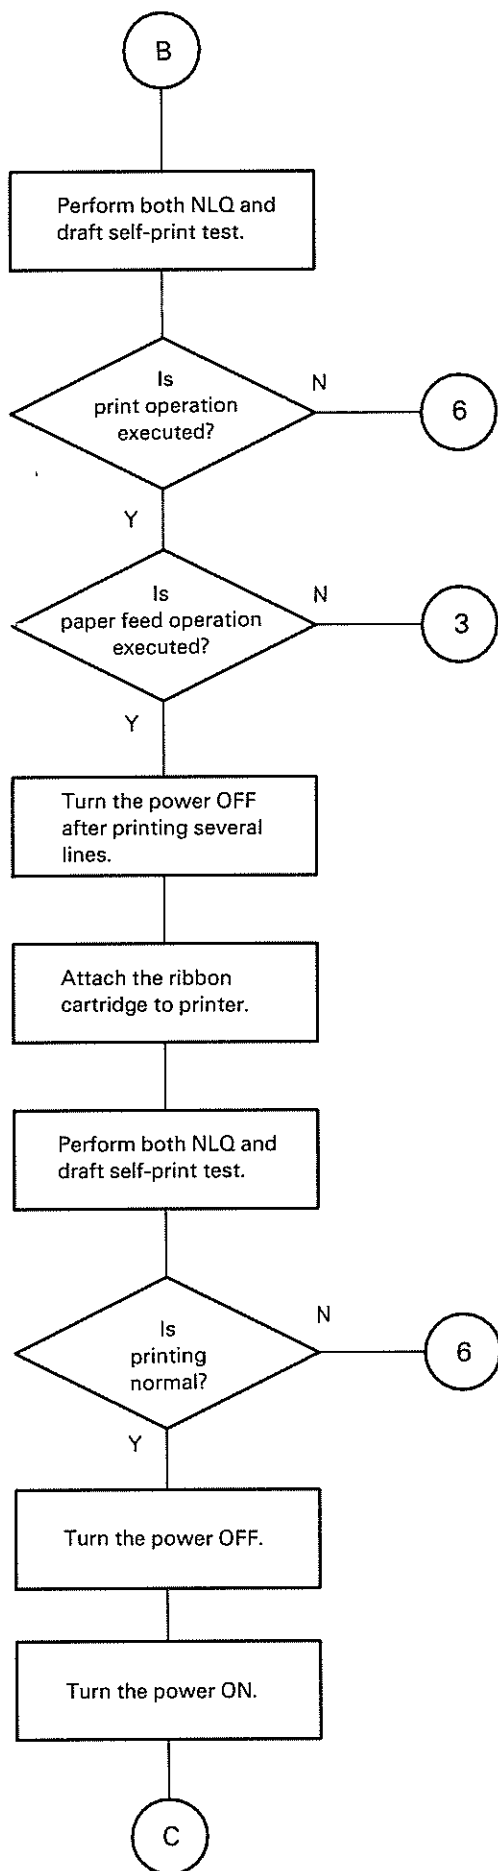 B
Perform both NLQ and
draft self-print test.
Is
print operation
executed?
N
6
Y
Is
paper feed operation
executed?
N
3
Y
Turn the power OFF
after printing several
lines.
Attach the ribbon
cartridge to printer.
Perform both NLQ and
draft self-print test.
Is
printing
normal?
N
6
Y
Turn the power OFF.
Turn the power ON.
C